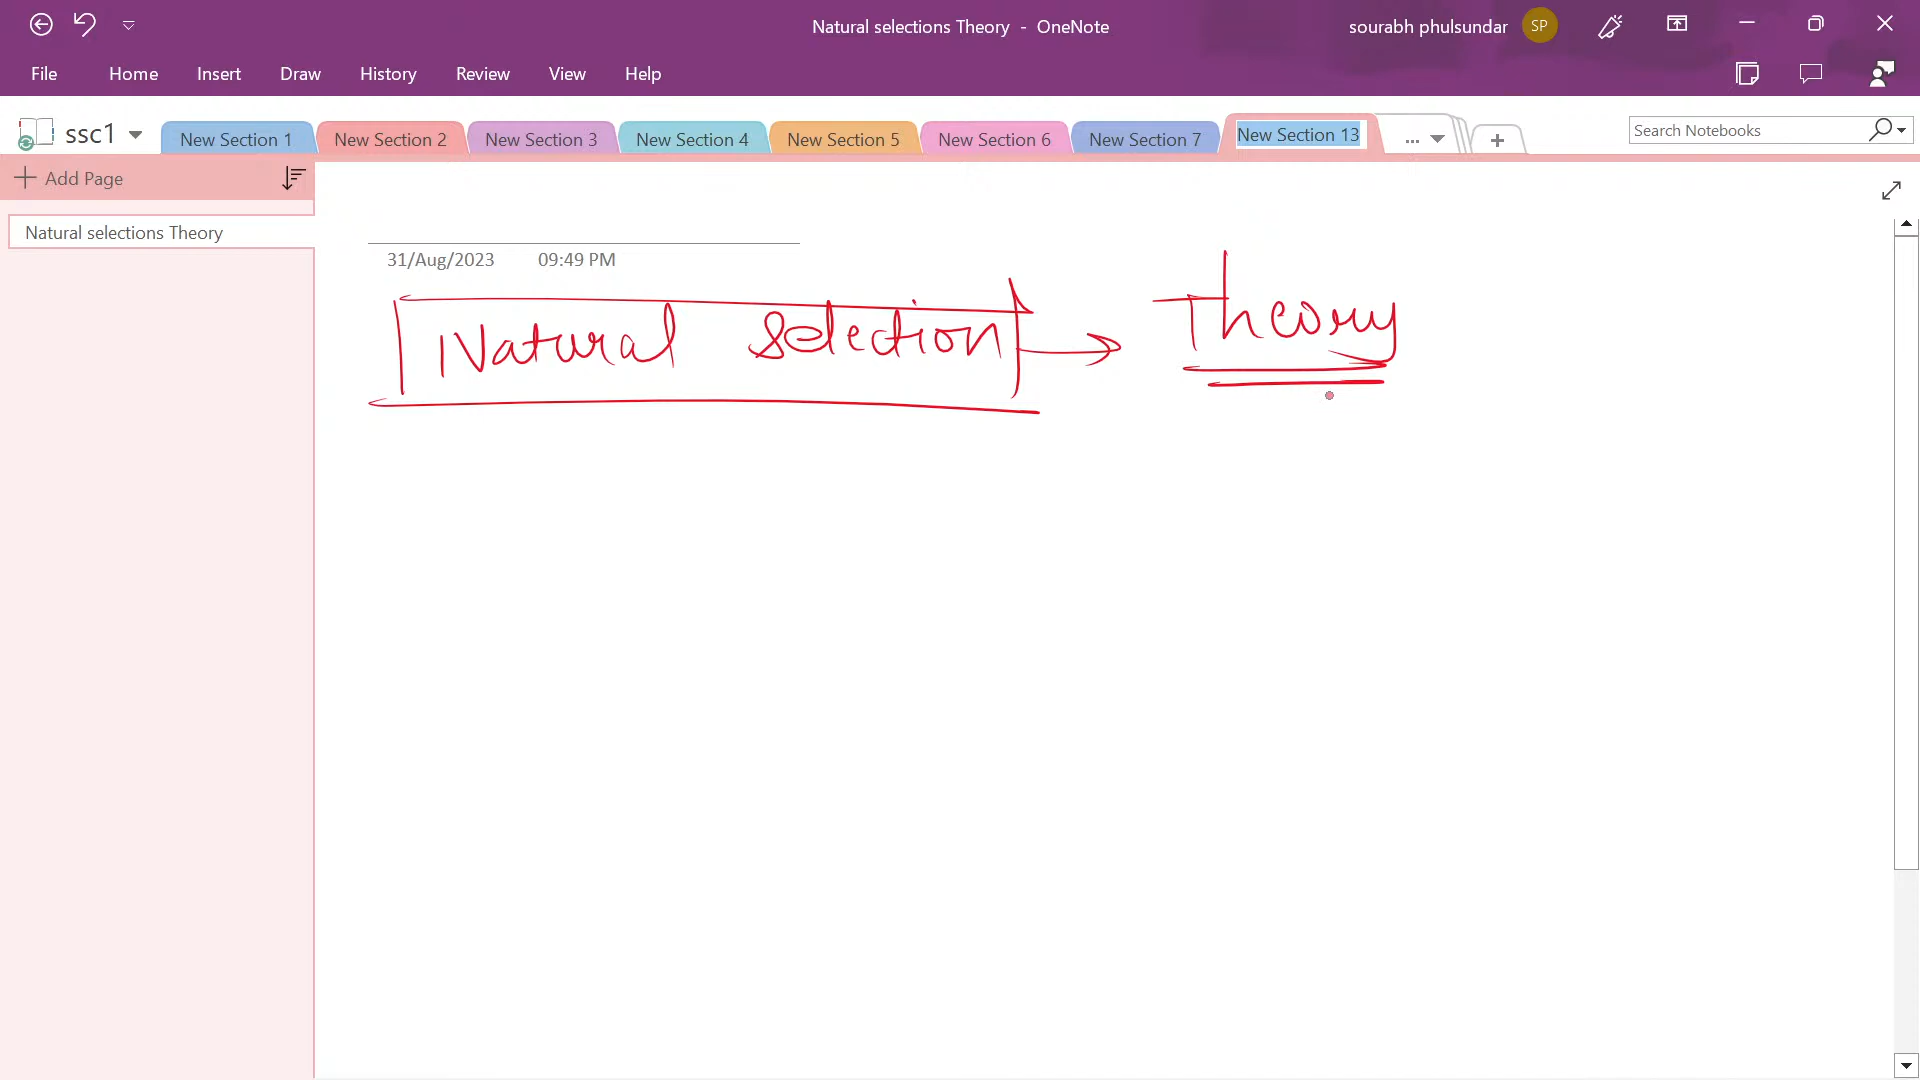 Natural selections Theory - OneNote
sourabh phulsundar SP
File Home Insert Draw History Review View Help
ssc1 New Section 1 New Section 2 New Section 3 New Section 4 New Section 5 New Section 6 New Section 7 New Section 13 ... + Search Notebooks
+ Add Page
Natural selections Theory
31/Aug/2023 09:49 PM
Natural Selection → Theory